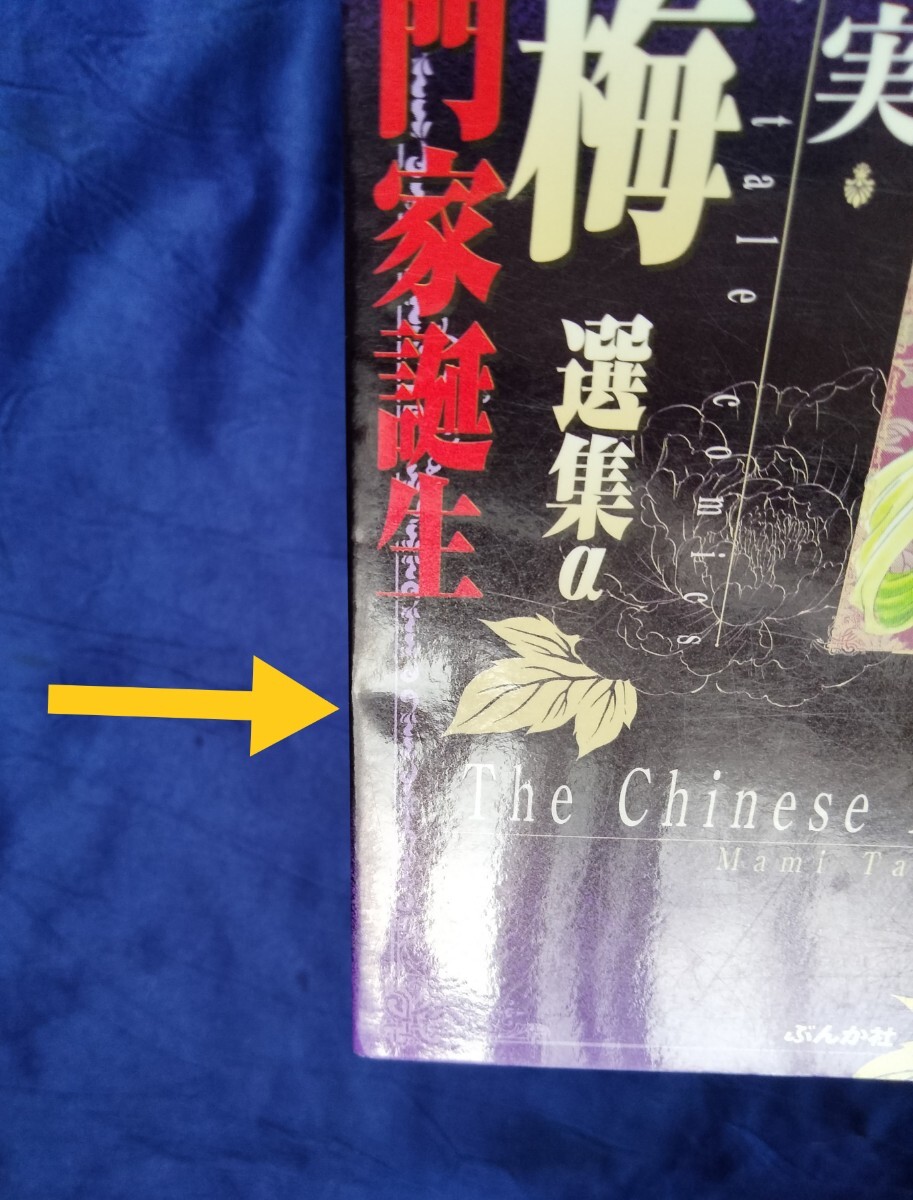 実
tale comics
梅
選集α
門家誕生
The Chinese
Mami Ta
ぶんか社